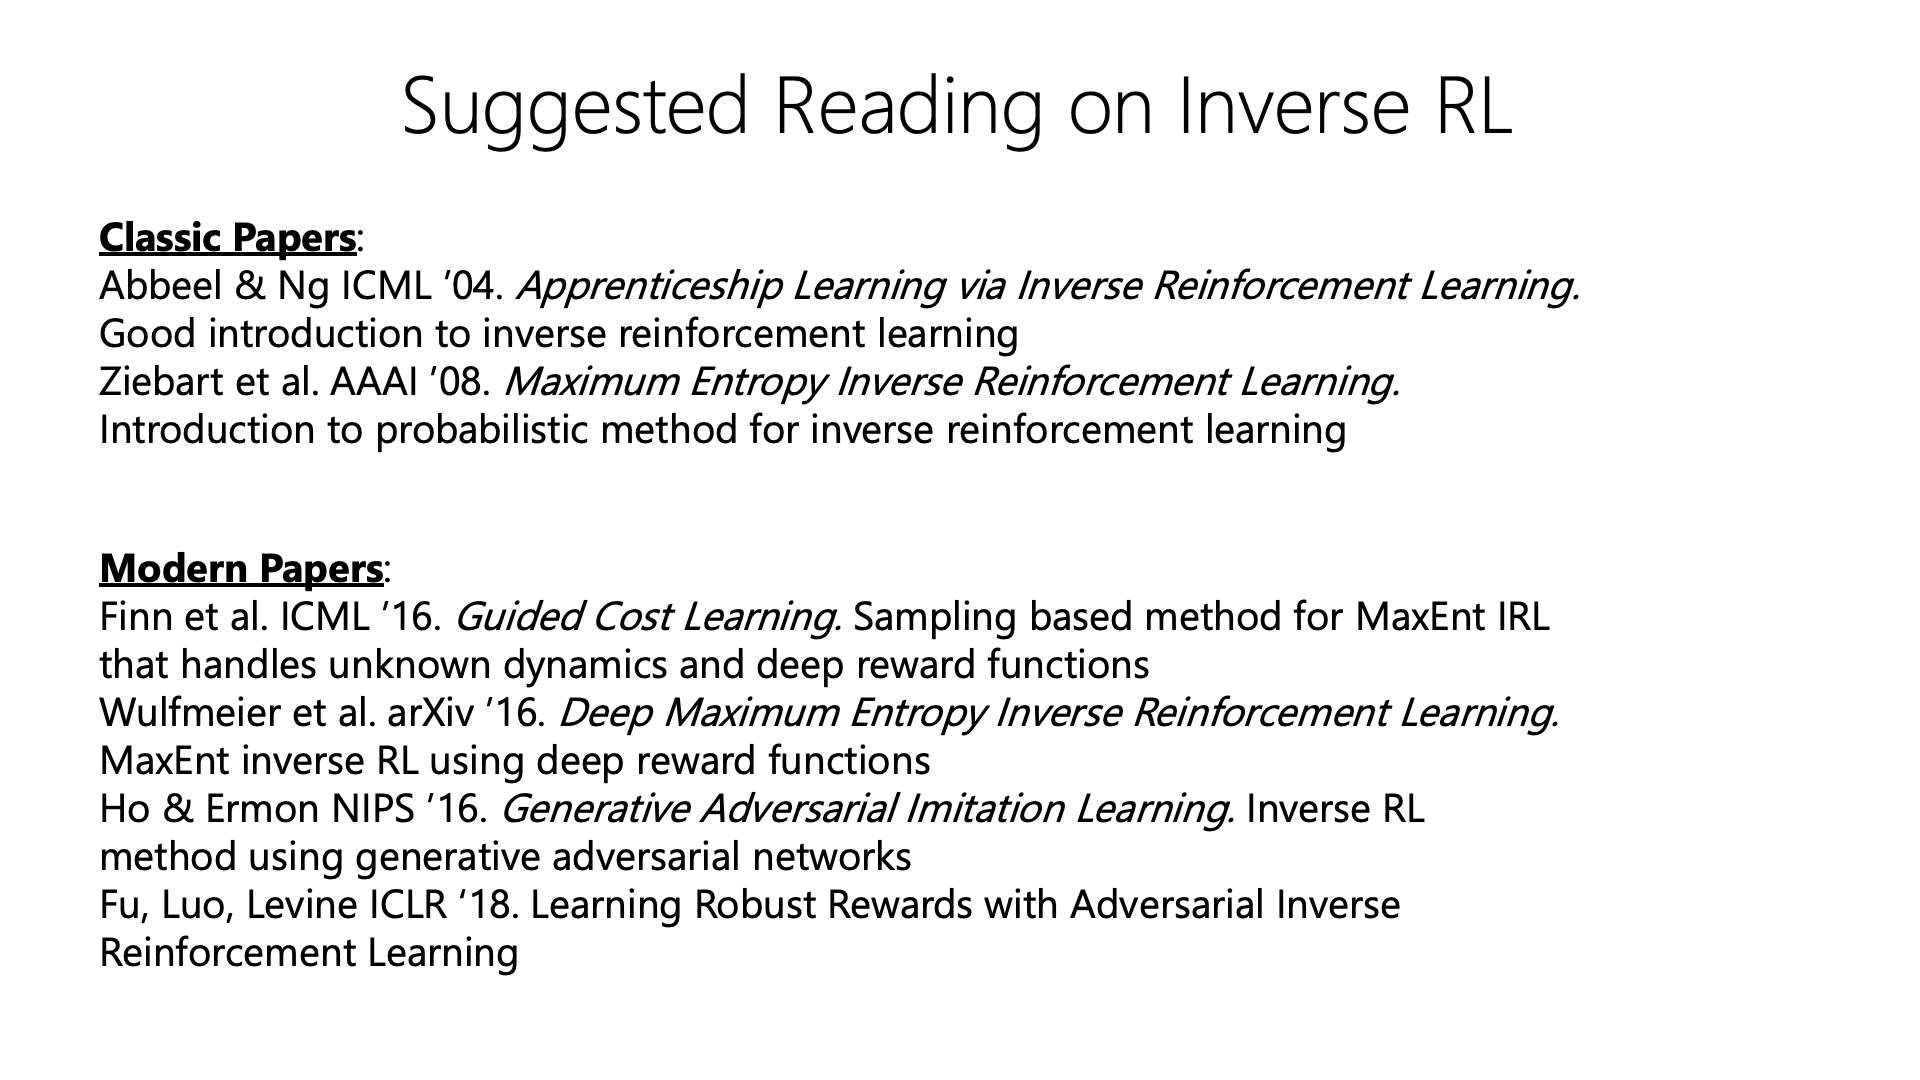 Suggested Reading on Inverse RL
Classic Papers:
Abbeel & Ng ICML ’04. Apprenticeship Learning via Inverse Reinforcement Learning.
Good introduction to inverse reinforcement learning
Ziebart et al. AAAI ’08. Maximum Entropy Inverse Reinforcement Learning.
Introduction to probabilistic method for inverse reinforcement learning
Modern Papers:
Finn et al. ICML ’16. Guided Cost Learning. Sampling based method for MaxEnt IRL
that handles unknown dynamics and deep reward functions
Wulfmeier et al. arXiv ’16. Deep Maximum Entropy Inverse Reinforcement Learning.
MaxEnt inverse RL using deep reward functions
Ho & Ermon NIPS ’16. Generative Adversarial Imitation Learning. Inverse RL
method using generative adversarial networks
Fu, Luo, Levine ICLR ‘18. Learning Robust Rewards with Adversarial Inverse
Reinforcement Learning